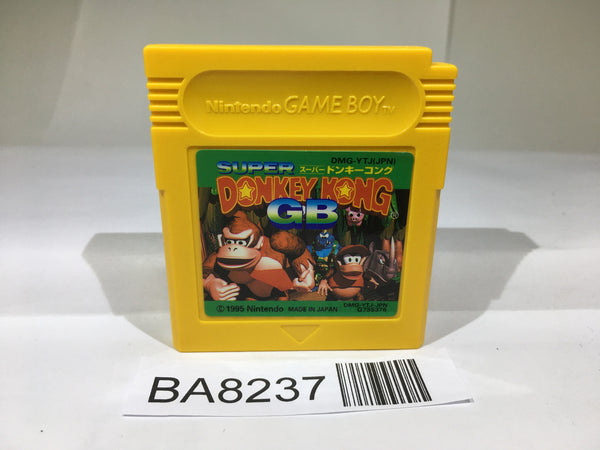 Nintendo GAME BOY TM
DMG-YTJ(JPN)
SUPER スーパードンキーコング
DONKEY KONG
GB
DMG-YTJ-JPN
© 1995 Nintendo MADE IN JAPAN
BA8237